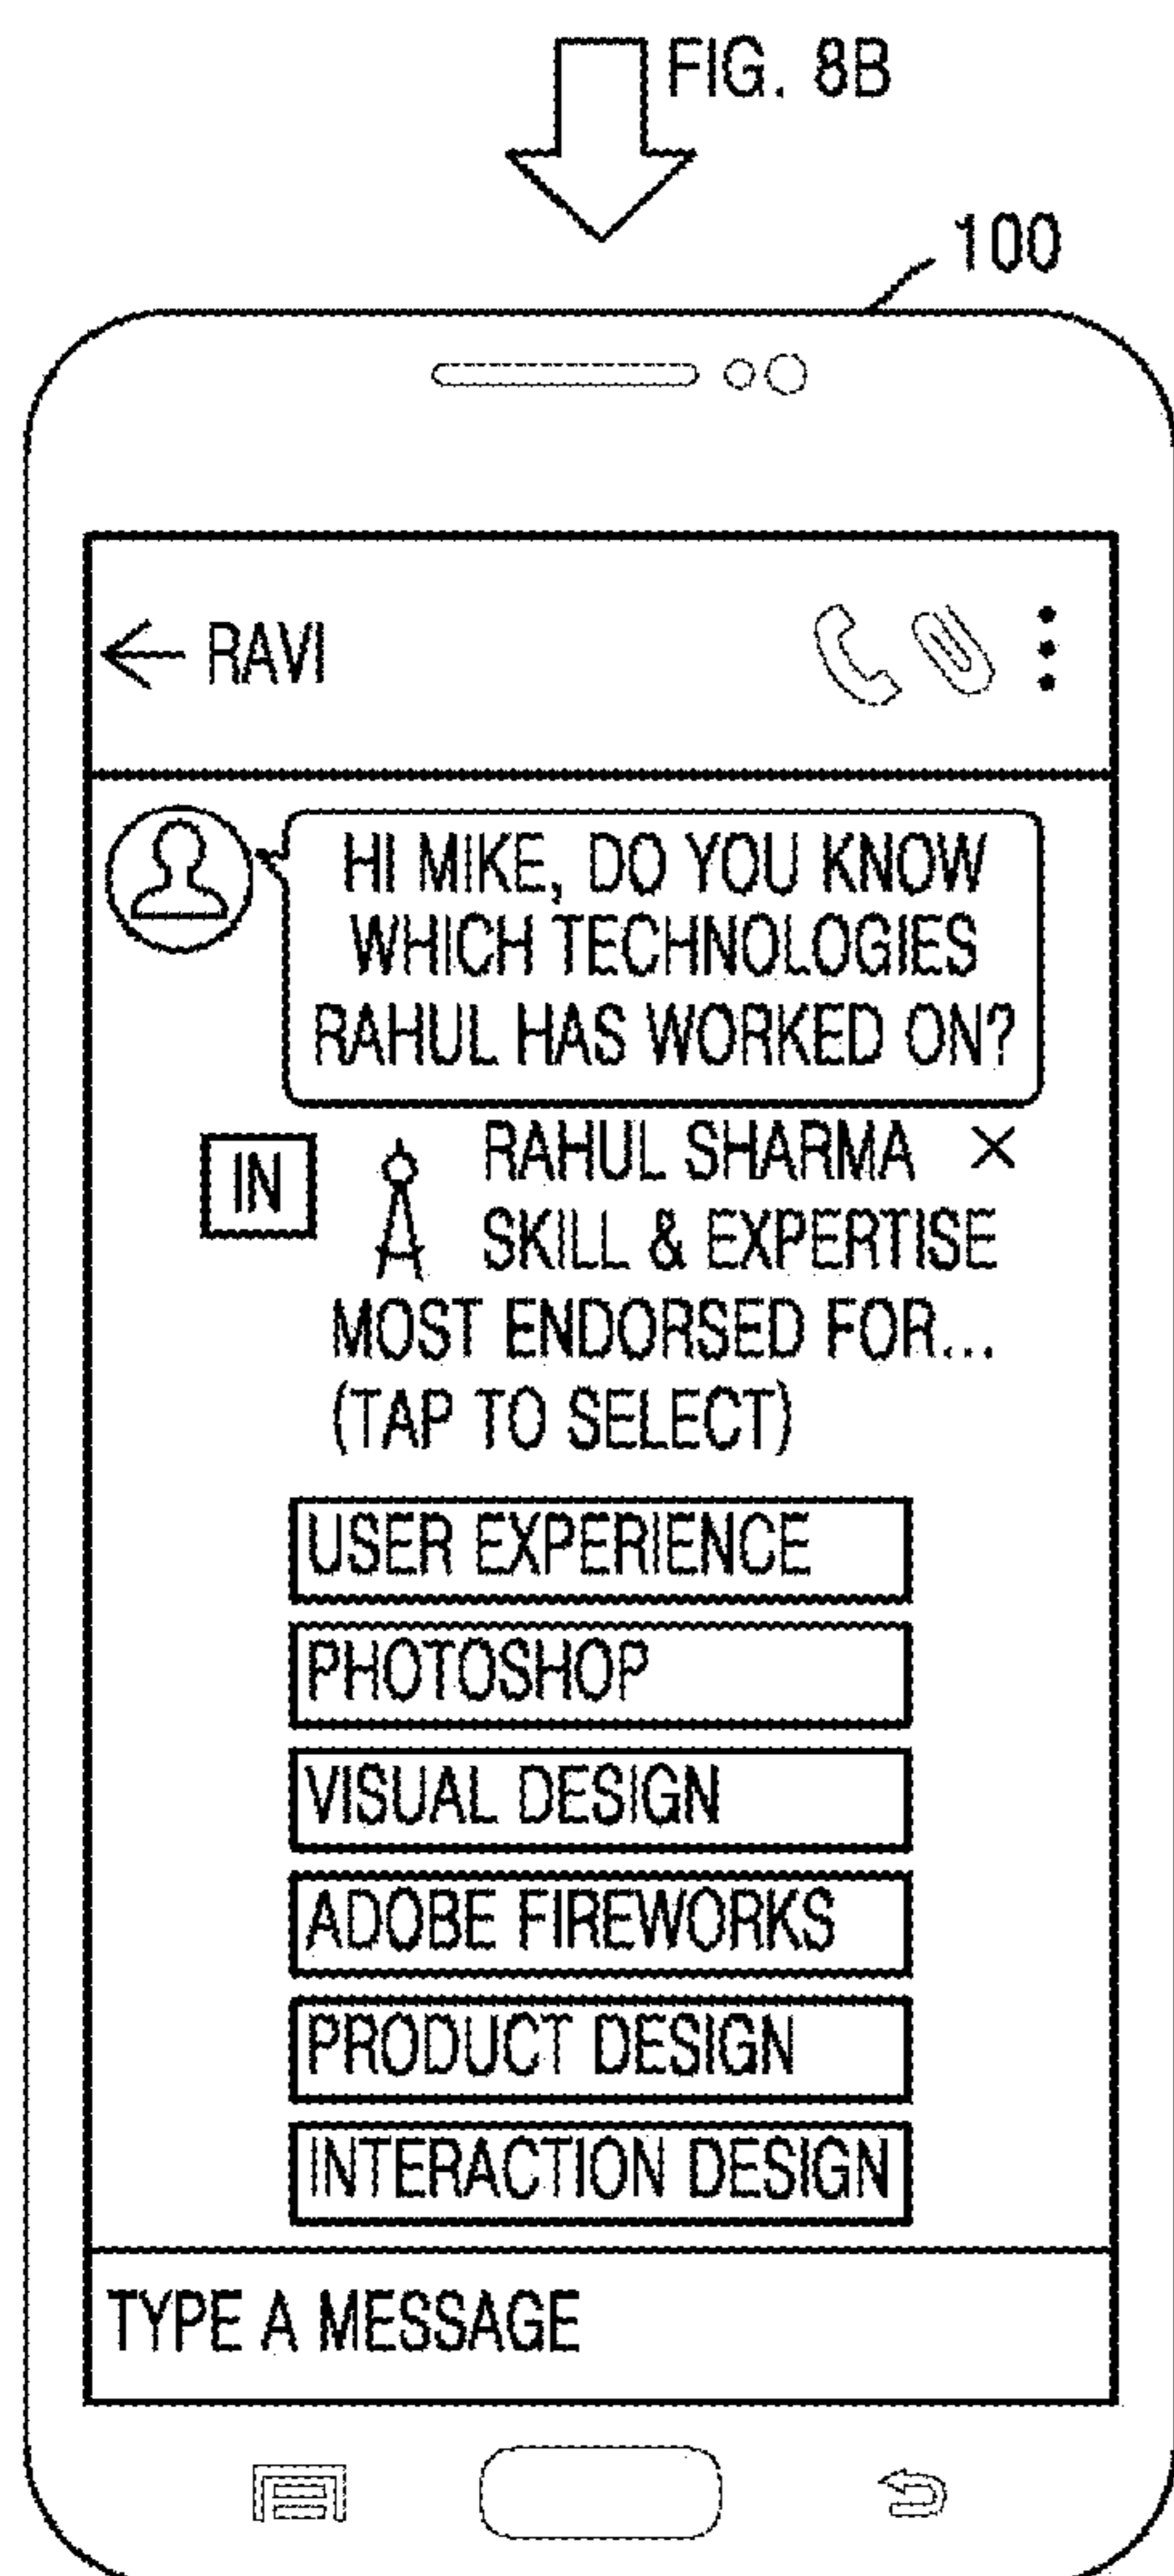 FIG. 8B
100
RAVI
HI MIKE, DO YOU KNOW
WHICH TECHNOLOGIES
RAHUL HAS WORKED ON?
IN
RAHUL SHARMA
SKILL & EXPERTISE
MOST ENDORSED FOR...
(TAP TO SELECT)
USER EXPERIENCE
PHOTOSHOP
VISUAL DESIGN
ADOBE FIREWORKS
PRODUCT DESIGN
INTERACTION DESIGN
TYPE A MESSAGE